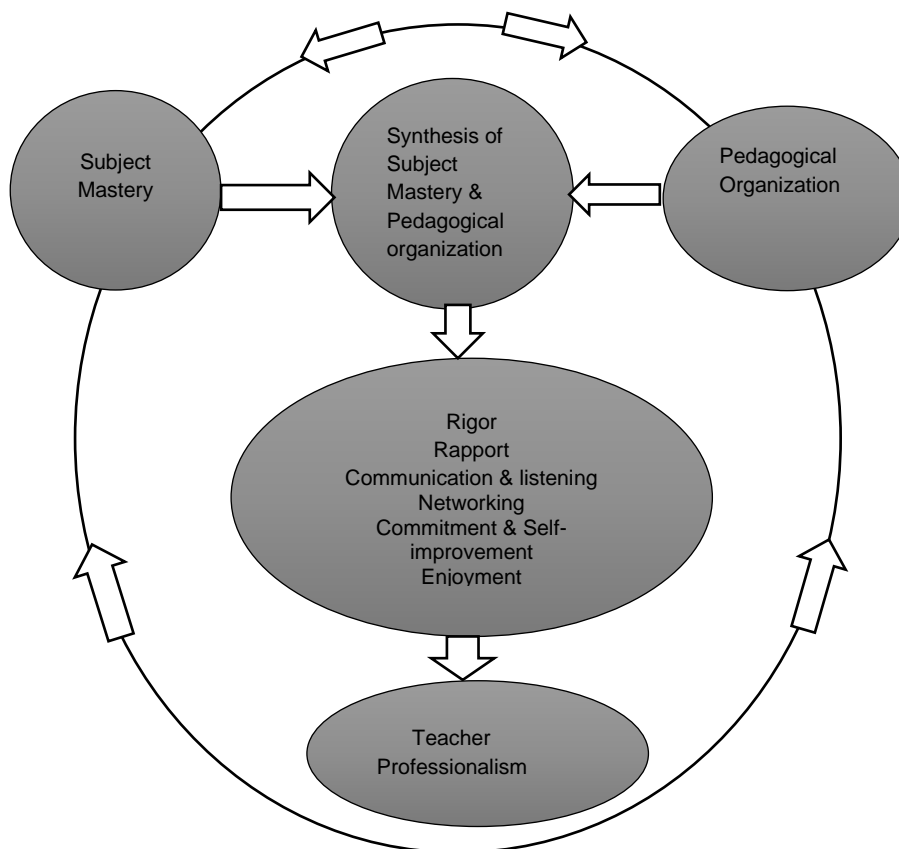 Subject
Mastery
Synthesis of
Subject
Mastery &
Pedagogical
organization
Pedagogical
Organization
Rigor
Rapport
Communication & listening
Networking
Commitment & Self-
improvement
Enjoyment
Teacher
Professionalism